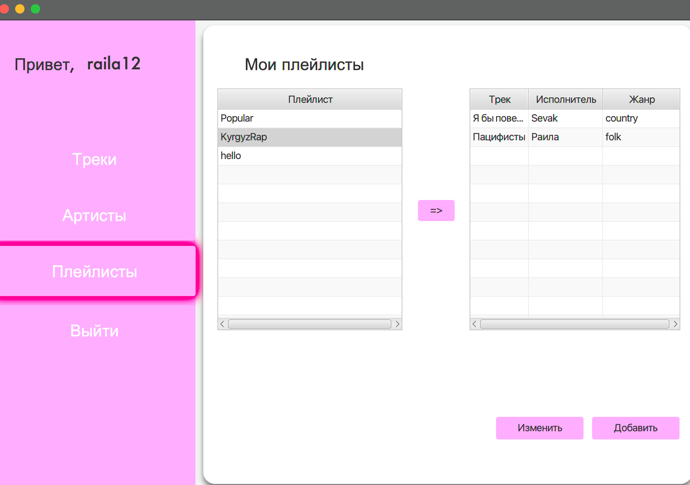 Привет, raila12
Треки
Артисты
Плейлисты
Выйти
Мои плейлисты
Плейлист
Popular
KyrgyzRap
hello
=>
Трек Исполнитель Жанр
Я бы пове... Sevak country
Пацифисты Раила folk
Изменить Добавить